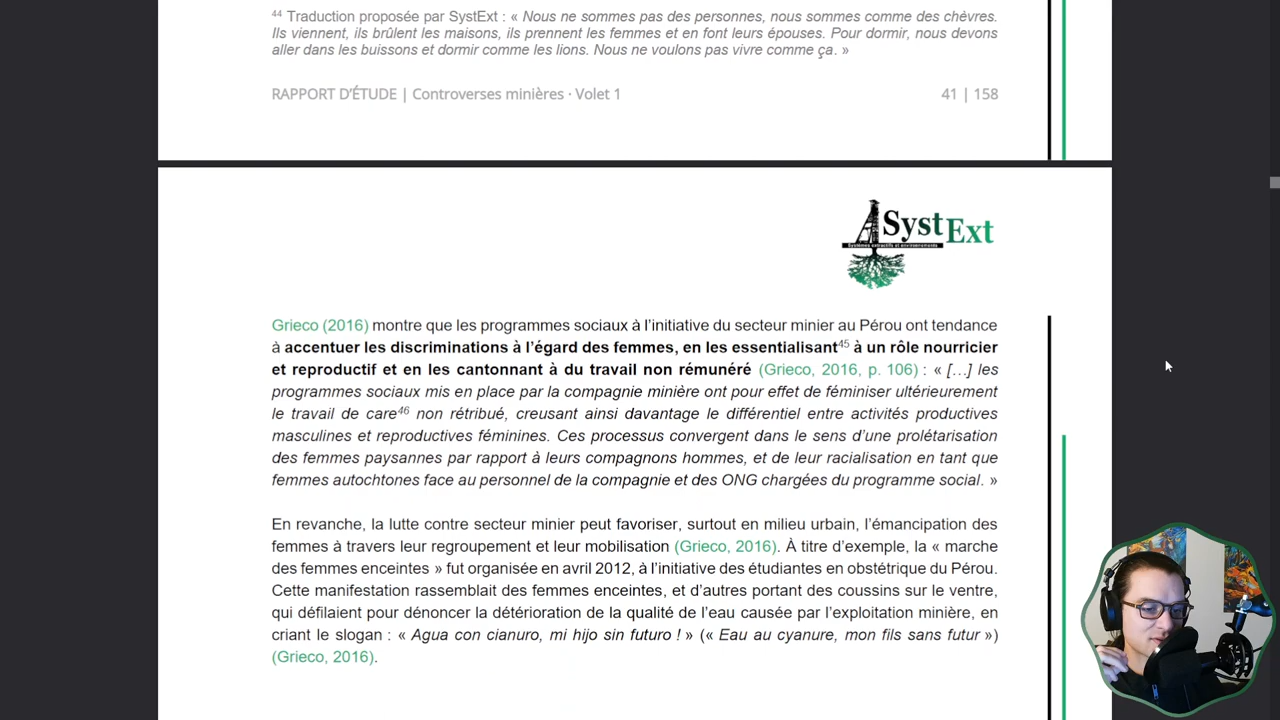 44 Traduction proposée par SystExt : « Nous ne sommes pas des personnes, nous sommes comme des chèvres.
Ils viennent, ils brûlent les maisons, ils prennent les femmes et en font leurs épouses. Pour dormir, nous devons
aller dans les buissons et dormir comme les lions. Nous ne voulons pas vivre comme ça. »
RAPPORT D'ÉTUDE | Controverses minières · Volet 1 41 | 158
SystExt
Systèmes extractifs et environnements
Grieco (2016) montre que les programmes sociaux à l'initiative du secteur minier au Pérou ont tendance
à accentuer les discriminations à l'égard des femmes, en les essentialisant45 à un rôle nourricier
et reproductif et en les cantonnant à du travail non rémunéré (Grieco, 2016, p. 106) : « […] les
programmes sociaux mis en place par la compagnie minière ont pour effet de féminiser ultérieurement
le travail de care46 non rétribué, creusant ainsi davantage le différentiel entre activités productives
masculines et reproductives féminines. Ces processus convergent dans le sens d'une prolétarisation
des femmes paysannes par rapport à leurs compagnons hommes, et de leur racialisation en tant que
femmes autochtones face au personnel de la compagnie et des ONG chargées du programme social. »
En revanche, la lutte contre secteur minier peut favoriser, surtout en milieu urbain, l'émancipation des
femmes à travers leur regroupement et leur mobilisation (Grieco, 2016). À titre d'exemple, la « marche
des femmes enceintes » fut organisée en avril 2012, à l'initiative des étudiantes en obstétrique du Pérou.
Cette manifestation rassemblait des femmes enceintes, et d'autres portant des coussins sur le ventre,
qui défilaient pour dénoncer la détérioration de la qualité de l'eau causée par l'exploitation minière, en
criant le slogan : « Agua con cianuro, mi hijo sin futuro ! » (« Eau au cyanure, mon fils sans futur »)
(Grieco, 2016).